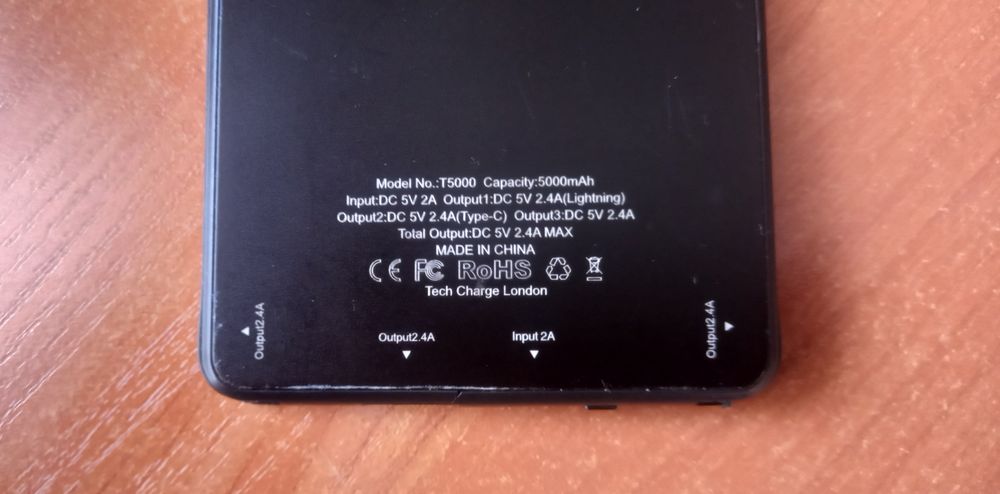 Model No.:T5000 Capacity:5000mAh
Input:DC 5V 2A Output1:DC 5V 2.4A(Lightning)
Output2:DC 5V 2.4A(Type-C) Output3:DC 5V 2.4A
Total Output:DC 5V 2.4A MAX
MADE IN CHINA
CE FC RoHS
Tech Charge London
Output2.4A
Output2.4A
Input 2A
Output2.4A